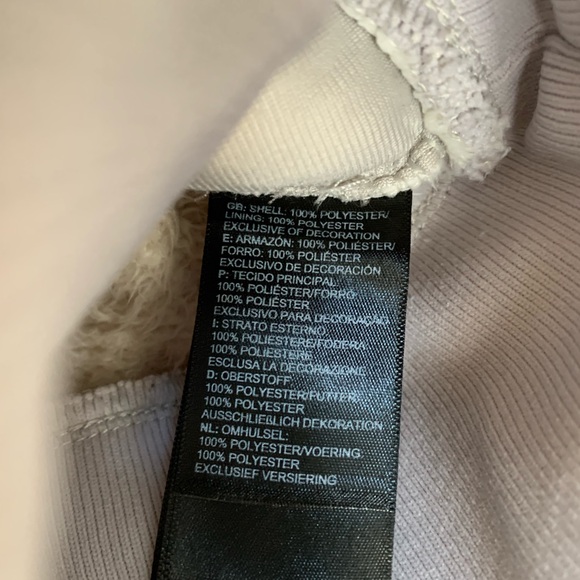 GB: SHELL: 100% POLYESTER/
LINING: 100% POLYESTER
EXCLUSIVE OF DECORATION
E: ARMAZÓN: 100% POLIÉSTER/
FORRO: 100% POLIÉSTER
EXCLUSIVO DE DECORACIÓN
P: TECIDO PRINCIPAL
100% POLIÉSTER/FORRO
100% POLIÉSTER
EXCLUSIVO PARA DECORAÇÃO
I: STRATO ESTERNO
100% POLIESTERE/FODERA
100% POLIESTERE
ESCLUSA LA DECORAZIONE
D: OBERSTOFF
100% POLYESTER/FUTTER
100% POLYESTER
AUSSCHLIEßLICH DEKORATION
NL: OMHULSEL:
100% POLYESTER/VOERING
100% POLYESTER
EXCLUSIEF VERSIERING